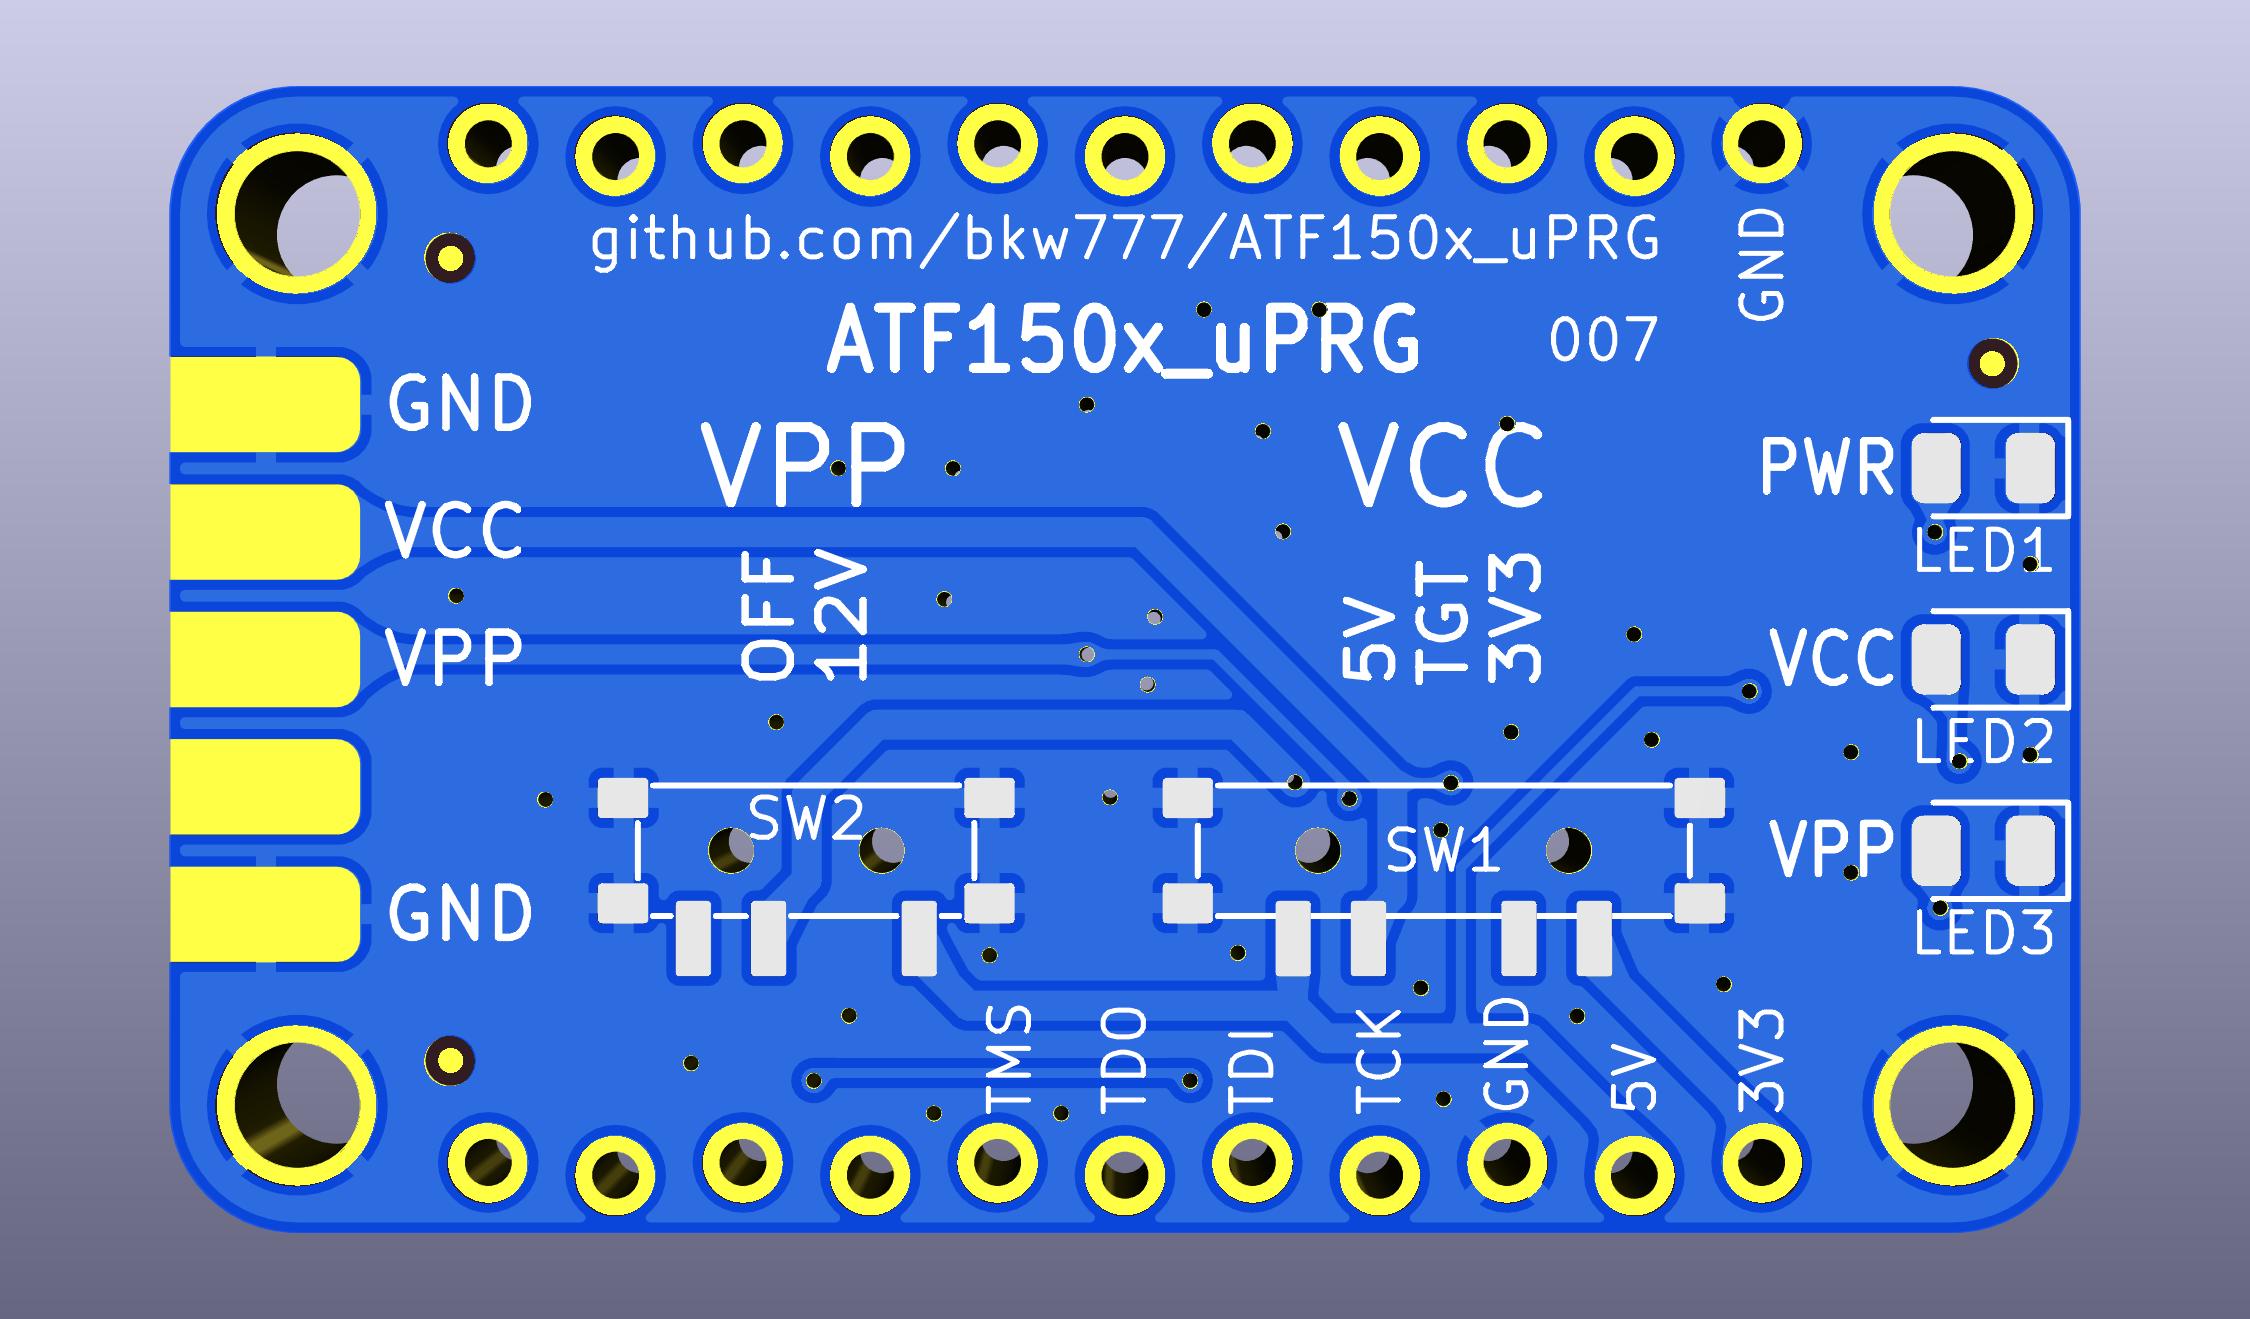 github.com/bkw777/ATF150x_uPRG
GND
ATF150x_uPRG
007
GND
VPP
VCC
PWR
VCC
LED1
OFF
12V
5V
TGT
3V3
VPP
VCC
LED2
SW2
SW1
VPP
GND
LED3
TMS
TDO
TDI
TCK
GND
5V
3V3